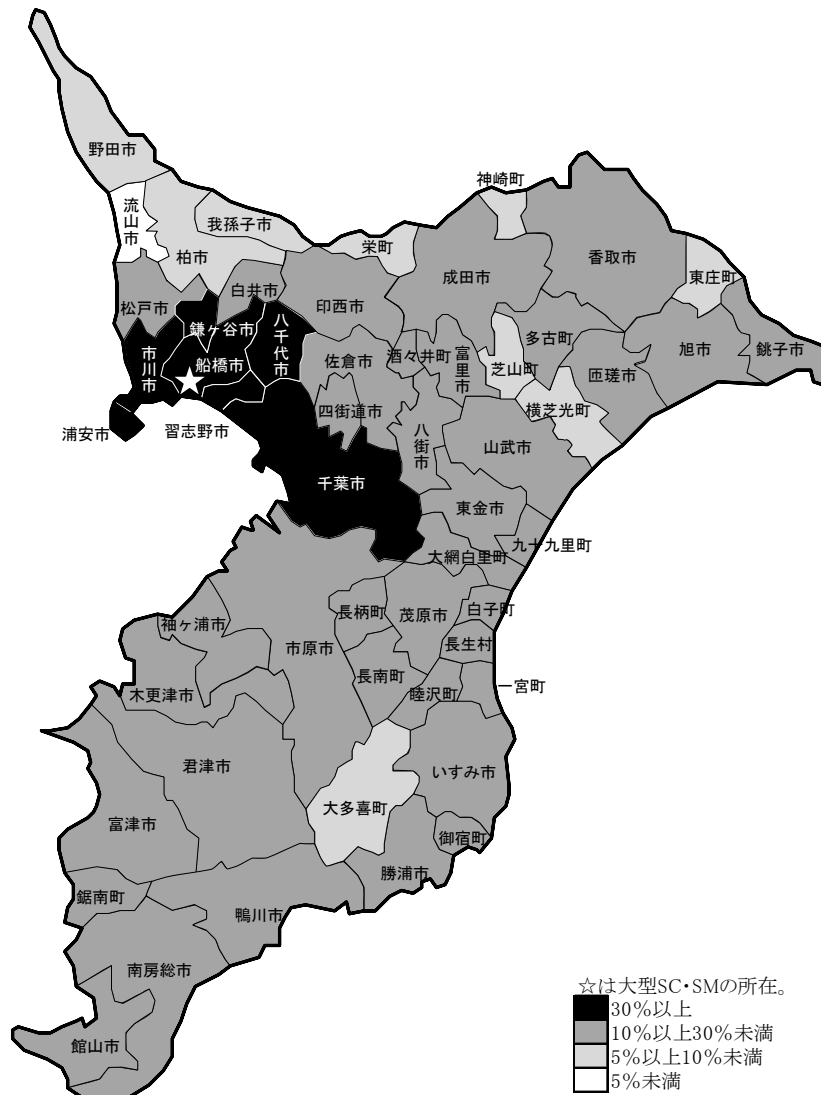 野田市
神崎町
流山市
我孫子市
柏市
栄町
成田市
香取市
東庄町
松戸市
白井市
印西市
鎌ヶ谷市
八千代市
市川市
船橋市
佐倉市
酒々井町
富里市
芝山町
多古町
匝瑳市
旭市
銚子市
浦安市
習志野市
四街道市
八街市
横芝光町
山武市
千葉市
東金市
九十九里町
大網白里町
袖ヶ浦市
市原市
長柄町
茂原市
白子町
長生村
長南町
睦沢町
一宮町
木更津市
君津市
いすみ市
富津市
大多喜町
御宿町
勝浦市
鋸南町
鴨川市
南房総市
館山市
☆は大型SC・SMの所在。
30%以上
10%以上30%未満
5%以上10%未満
5%未満